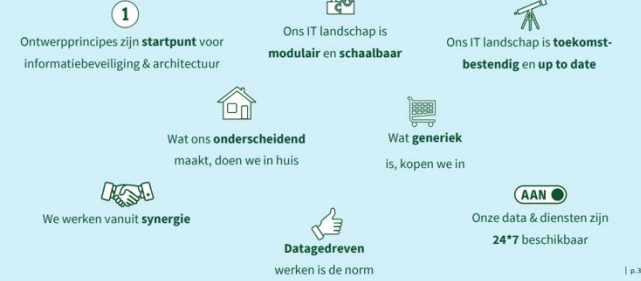 1
Ontwerpprincipes zijn startpunt voor
informatiebeveiliging & architectuur
Ons IT landschap is
modulair en schaalbaar
Ons IT landschap is toekomst-
bestendig en up to date
Wat ons onderscheidend
maakt, doen we in huis
Wat generiek
is, kopen we in
We werken vanuit synergie
Datagedreven
werken is de norm
AAN
Onze data & diensten zijn
24*7 beschikbaar
| p.3